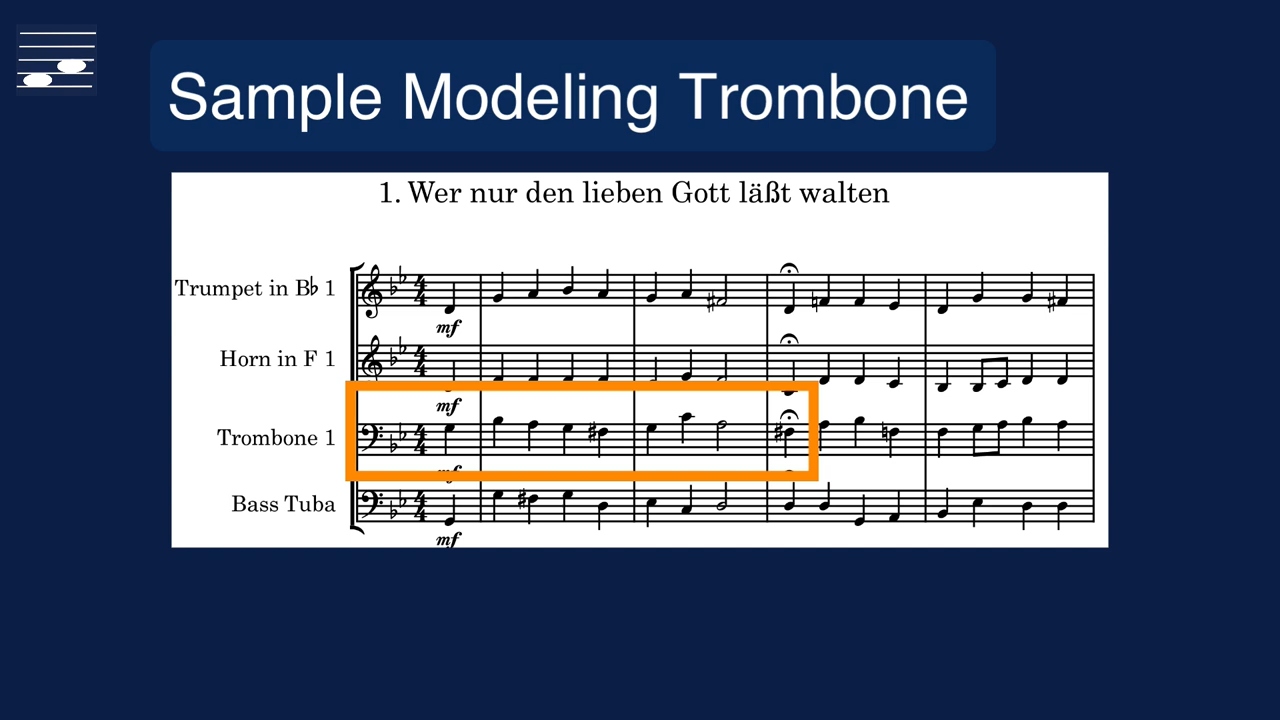 Sample Modeling Trombone
1. Wer nur den lieben Gott läßt walten
Trumpet in B♭ 1
mf
Horn in F 1
mf
Trombone 1
mf
Bass Tuba
mf